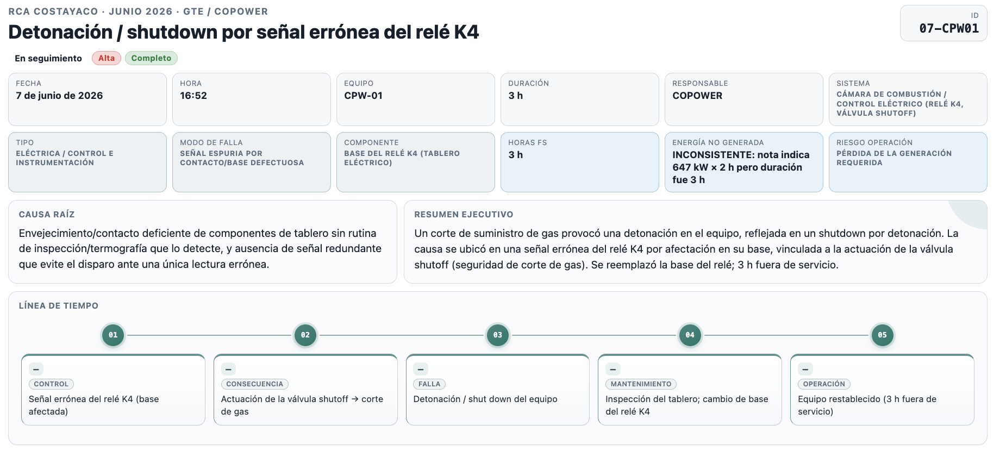 RCA COSTAYACO · JUNIO 2026 · GTE / COPOWER
Detonación / shutdown por señal errónea del relé K4
ID
07-CPW01
En seguimiento
Alta
Completo
FECHA
7 de junio de 2026
HORA
16:52
EQUIPO
CPW-01
DURACIÓN
3 h
RESPONSABLE
COPOWER
SISTEMA
CÁMARA DE COMBUSTIÓN /
CONTROL ELÉCTRICO (RELÉ K4,
VÁLVULA SHUTOFF)
TIPO
ELÉCTRICA / CONTROL E
INSTRUMENTACIÓN
MODO DE FALLA
SEÑAL ESPURIA POR
CONTACTO/BASE DEFECTUOSA
COMPONENTE
BASE DEL RELÉ K4 (TABLERO
ELÉCTRICO)
HORAS FS
3 h
ENERGÍA NO GENERADA
INCONSISTENTE: nota indica
647 kW × 2 h pero duración
fue 3 h
RIESGO OPERACIÓN
PÉRDIDA DE LA GENERACIÓN
REQUERIDA
CAUSA RAÍZ
Envejecimiento/contacto deficiente de componentes de tablero sin rutina
de inspección/termografía que lo detecte, y ausencia de señal redundante
que evite el disparo ante una única lectura errónea.
RESUMEN EJECUTIVO
Un corte de suministro de gas provocó una detonación en el equipo, reflejada en un shutdown por detonación. La
causa se ubicó en una señal errónea del relé K4 por afectación en su base, vinculada a la actuación de la válvula
shutoff (seguridad de corte de gas). Se reemplazó la base del relé; 3 h fuera de servicio.
LÍNEA DE TIEMPO
01
02
03
04
05
–
CONTROL
Señal errónea del relé K4 (base
afectada)
–
CONSECUENCIA
Actuación de la válvula shutoff → corte
de gas
–
FALLA
Detonación / shut down del equipo
–
MANTENIMIENTO
Inspección del tablero; cambio de base
del relé K4
–
OPERACIÓN
Equipo restablecido (3 h fuera de
servicio)